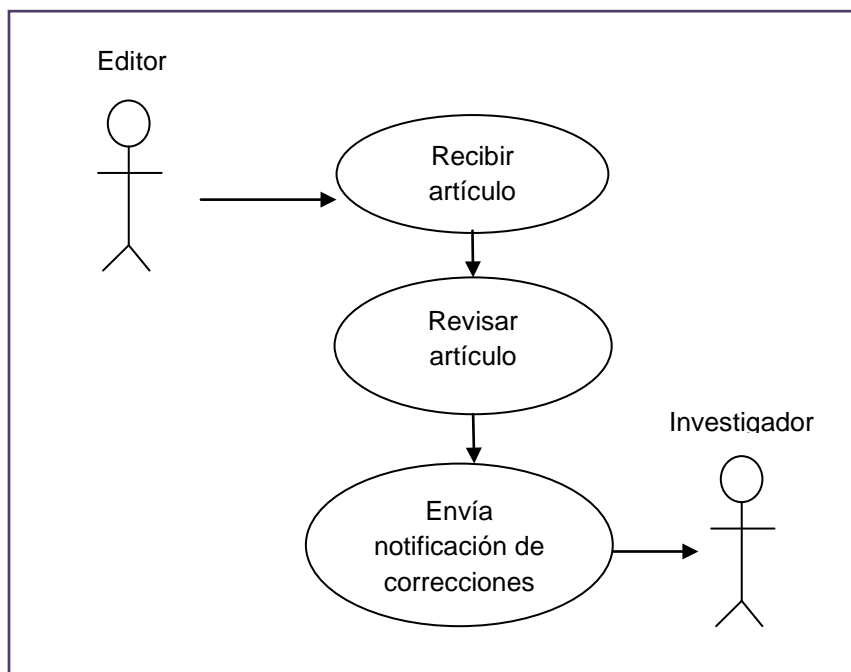 Editor
Recibir
artículo
Revisar
artículo
Investigador
Envía
notificación de
correcciones